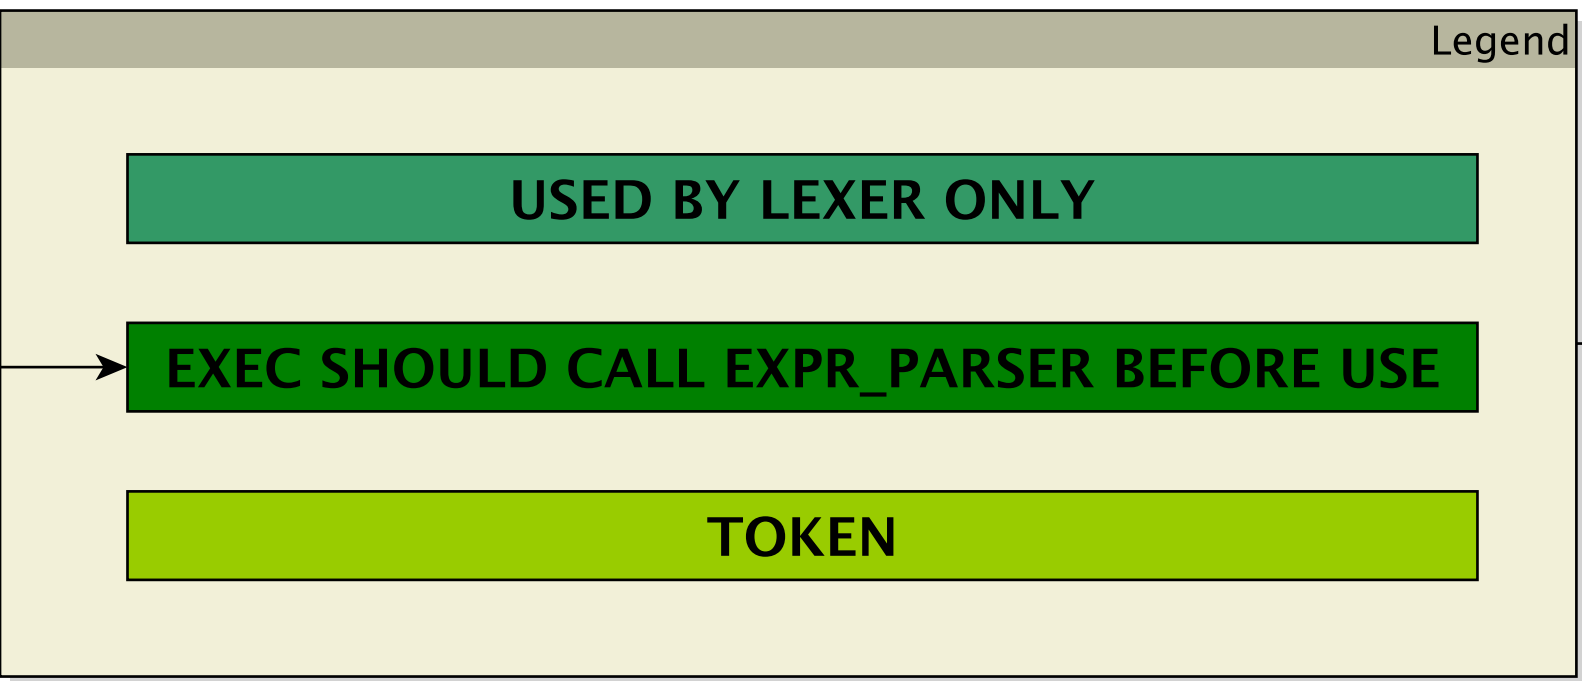 Legend
USED BY LEXER ONLY
EXEC SHOULD CALL EXPR_PARSER BEFORE USE
TOKEN